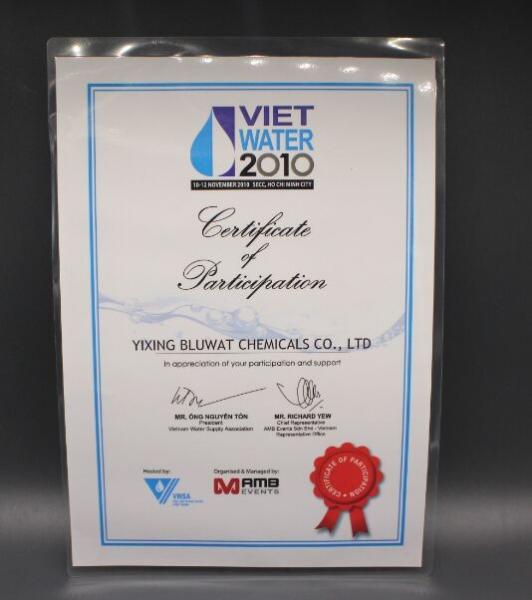 VIET
WATER
2010
10-12 NOVEMBER 2010 SECC, HO CHI MINH CITY
Certificate
of
Participation
YIXING BLUWAT CHEMICALS CO., LTD
In appreciation of your participation and support
MR. ÔNG NGUYÊN TÔN
President
Vietnam Water Supply Association
MR. RICHARD YEW
Chief Representative
AMB Events Sdn Bhd - Vietnam
Representative Office
Hosted by:
VWSA
Organised & Managed by:
AMB
EVENTS
CERTIFICATE OF PARTICIPATION